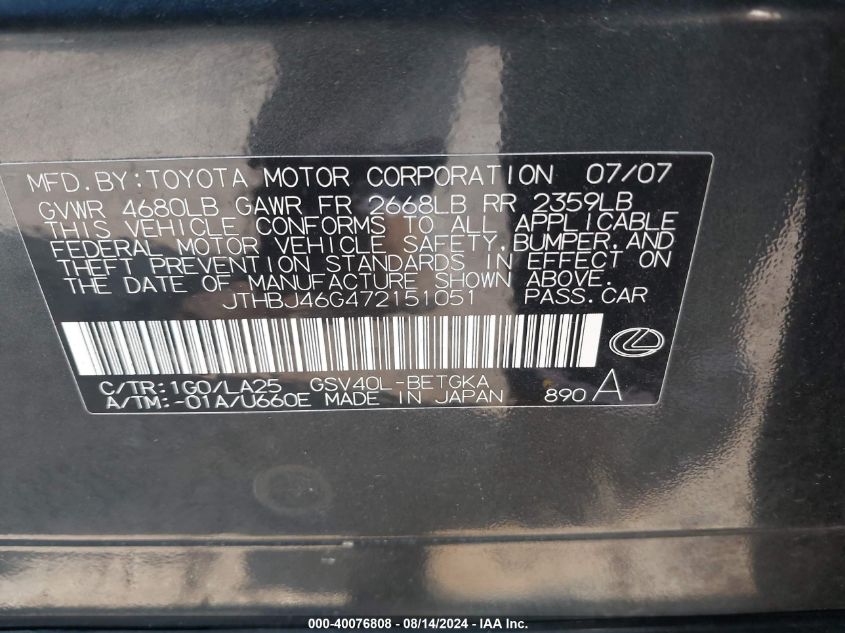 MFD. BY: TOYOTA MOTOR CORPORATION 07/07
GVWR 4680LB GAWR FR 2668LB RR 2359LB
THIS VEHICLE CONFORMS TO ALL APPLICABLE
FEDERAL MOTOR VEHICLE SAFETY, BUMPER, AND
THEFT PREVENTION STANDARDS IN EFFECT ON
THE DATE OF MANUFACTURE SHOWN ABOVE.
JTHBJ46G472151051 PASS. CAR
C/TR: 1G0/LA25 GSV40L-BETGKA
A/TM: -01A/U660E MADE IN JAPAN 890 A
000-40076808 - 08/14/2024 - IAA Inc.